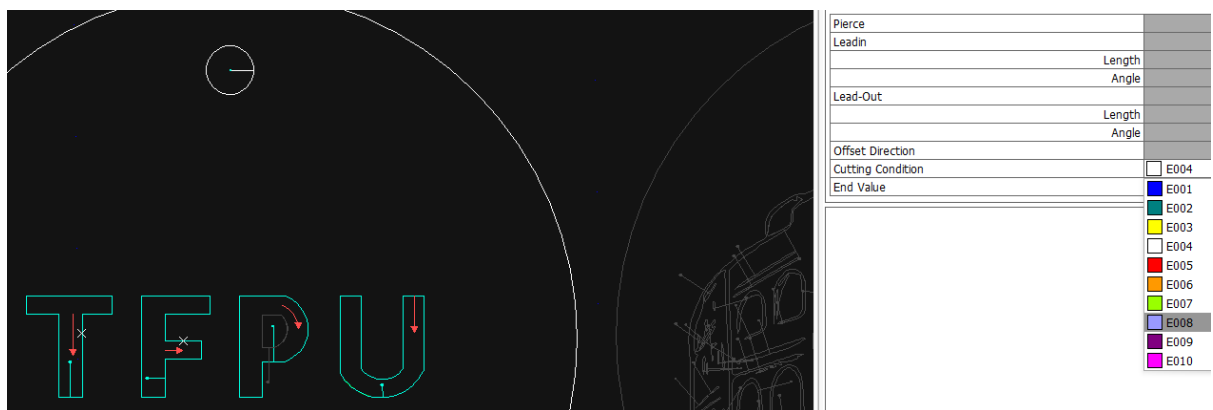 TFPU
Pierce
Leadin
Length
Angle
Lead-Out
Length
Angle
Offset Direction
Cutting Condition E004
End Value
E001
E002
E003
E004
E005
E006
E007
E008
E009
E010